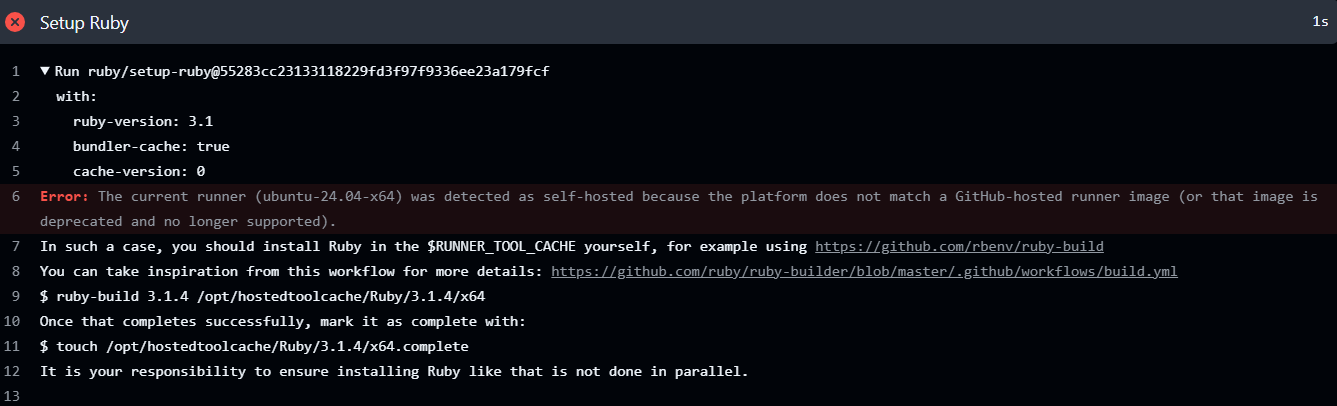 Setup Ruby 1s
1 ▼ Run ruby/setup-ruby@55283cc23133118229fd3f97f9336ee23a179fcf
2 with:
3 ruby-version: 3.1
4 bundler-cache: true
5 cache-version: 0
6 Error: The current runner (ubuntu-24.04-x64) was detected as self-hosted because the platform does not match a GitHub-hosted runner image (or that image is
deprecated and no longer supported).
7 In such a case, you should install Ruby in the $RUNNER_TOOL_CACHE yourself, for example using https://github.com/rbenv/ruby-build
8 You can take inspiration from this workflow for more details: https://github.com/ruby/ruby-builder/blob/master/.github/workflows/build.yml
9 $ ruby-build 3.1.4 /opt/hostedtoolcache/Ruby/3.1.4/x64
10 Once that completes successfully, mark it as complete with:
11 $ touch /opt/hostedtoolcache/Ruby/3.1.4/x64.complete
12 It is your responsibility to ensure installing Ruby like that is not done in parallel.
13